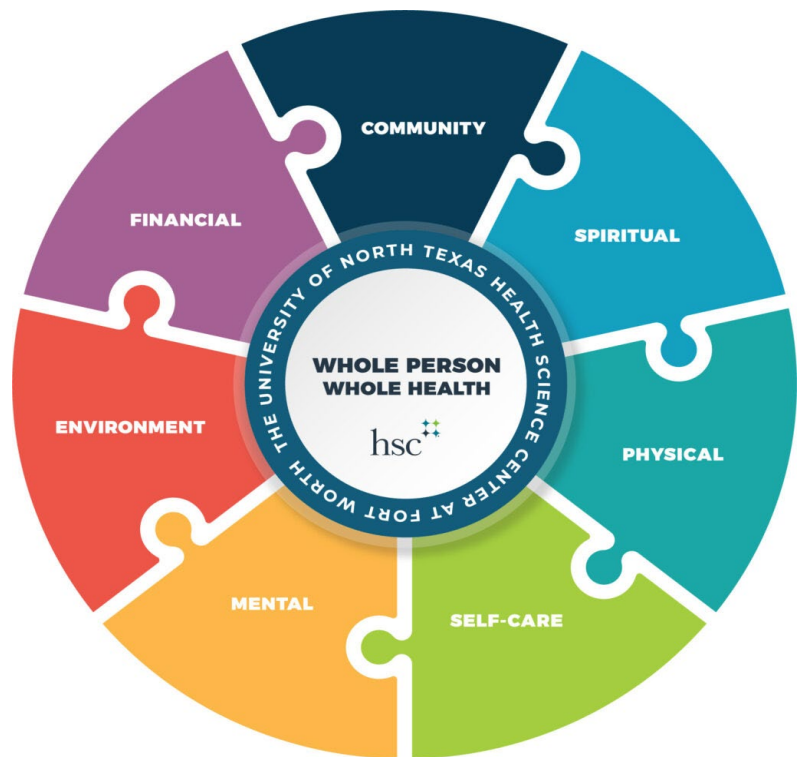 COMMUNITY
SPIRITUAL
PHYSICAL
SELF-CARE
MENTAL
ENVIRONMENT
FINANCIAL
THE UNIVERSITY OF NORTH TEXAS HEALTH SCIENCE CENTER AT FORT WORTH
WHOLE PERSON
WHOLE HEALTH
hsc